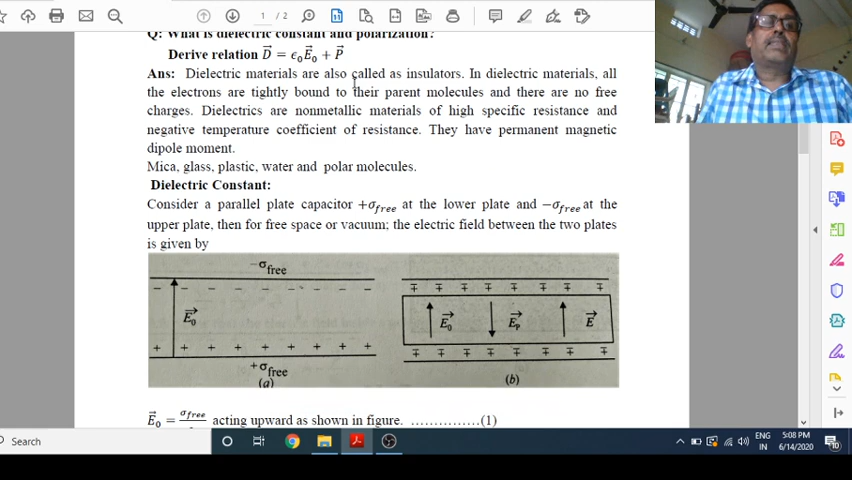 1 / 2
Q: What is dielectric constant and polarization?
Derive relation D⃗ = ϵ₀E⃗₀ + P⃗
Ans: Dielectric materials are also called as insulators. In dielectric materials, all
the electrons are tightly bound to their parent molecules and there are no free
charges. Dielectrics are nonmetallic materials of high specific resistance and
negative temperature coefficient of resistance. They have permanent magnetic
dipole moment.
Mica, glass, plastic, water and polar molecules.
Dielectric Constant:
Consider a parallel plate capacitor +σfree at the lower plate and −σfree at the
upper plate, then for free space or vacuum; the electric field between the two plates
is given by
−σfree
− − − − − − − −
E⃗₀
+ + + + + + + + +
+σfree
(a)
∓ ∓ ∓ ∓ ∓ ∓ ∓ ∓
E⃗₀ E⃗P E⃗
∓ ∓ ∓ ∓ ∓ ∓ ∓ ∓
(b)
E⃗₀ = σfree acting upward as shown in figure. ……………(1)
Search
ENG
IN
5:08 PM
6/14/2020
10